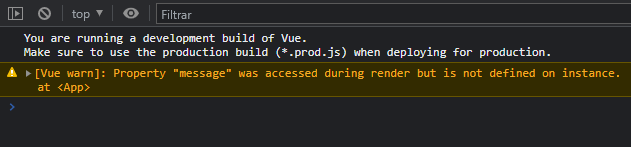 top ▼
Filtrar
You are running a development build of Vue.
Make sure to use the production build (*.prod.js) when deploying for production.
[Vue warn]: Property "message" was accessed during render but is not defined on instance.
at <App>